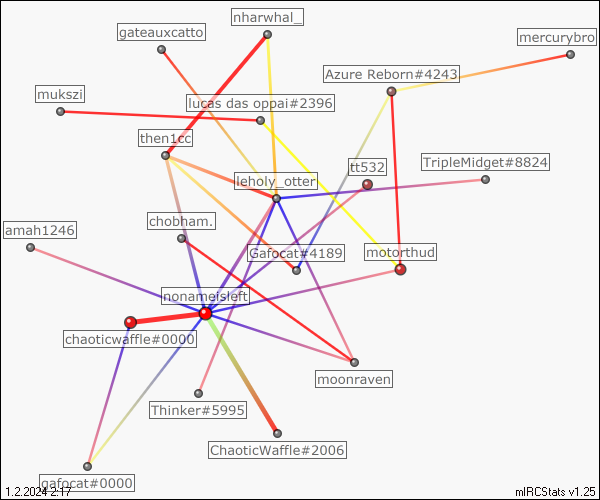 nharwhal_
gateauxcatto
mercurybro
Azure Reborn#4243
mukszi
lucas das oppai#2396
then1cc
tt532
TripleMidget#8824
leholy_otter
chobham.
amah1246
Gafocat#4189
motorthud
nonameisleft
chaoticwaffle#0000
moonraven
Thinker#5995
ChaoticWaffle#2006
gafocat#0000
1.2.2024 2:17
mIRCStats v1.25